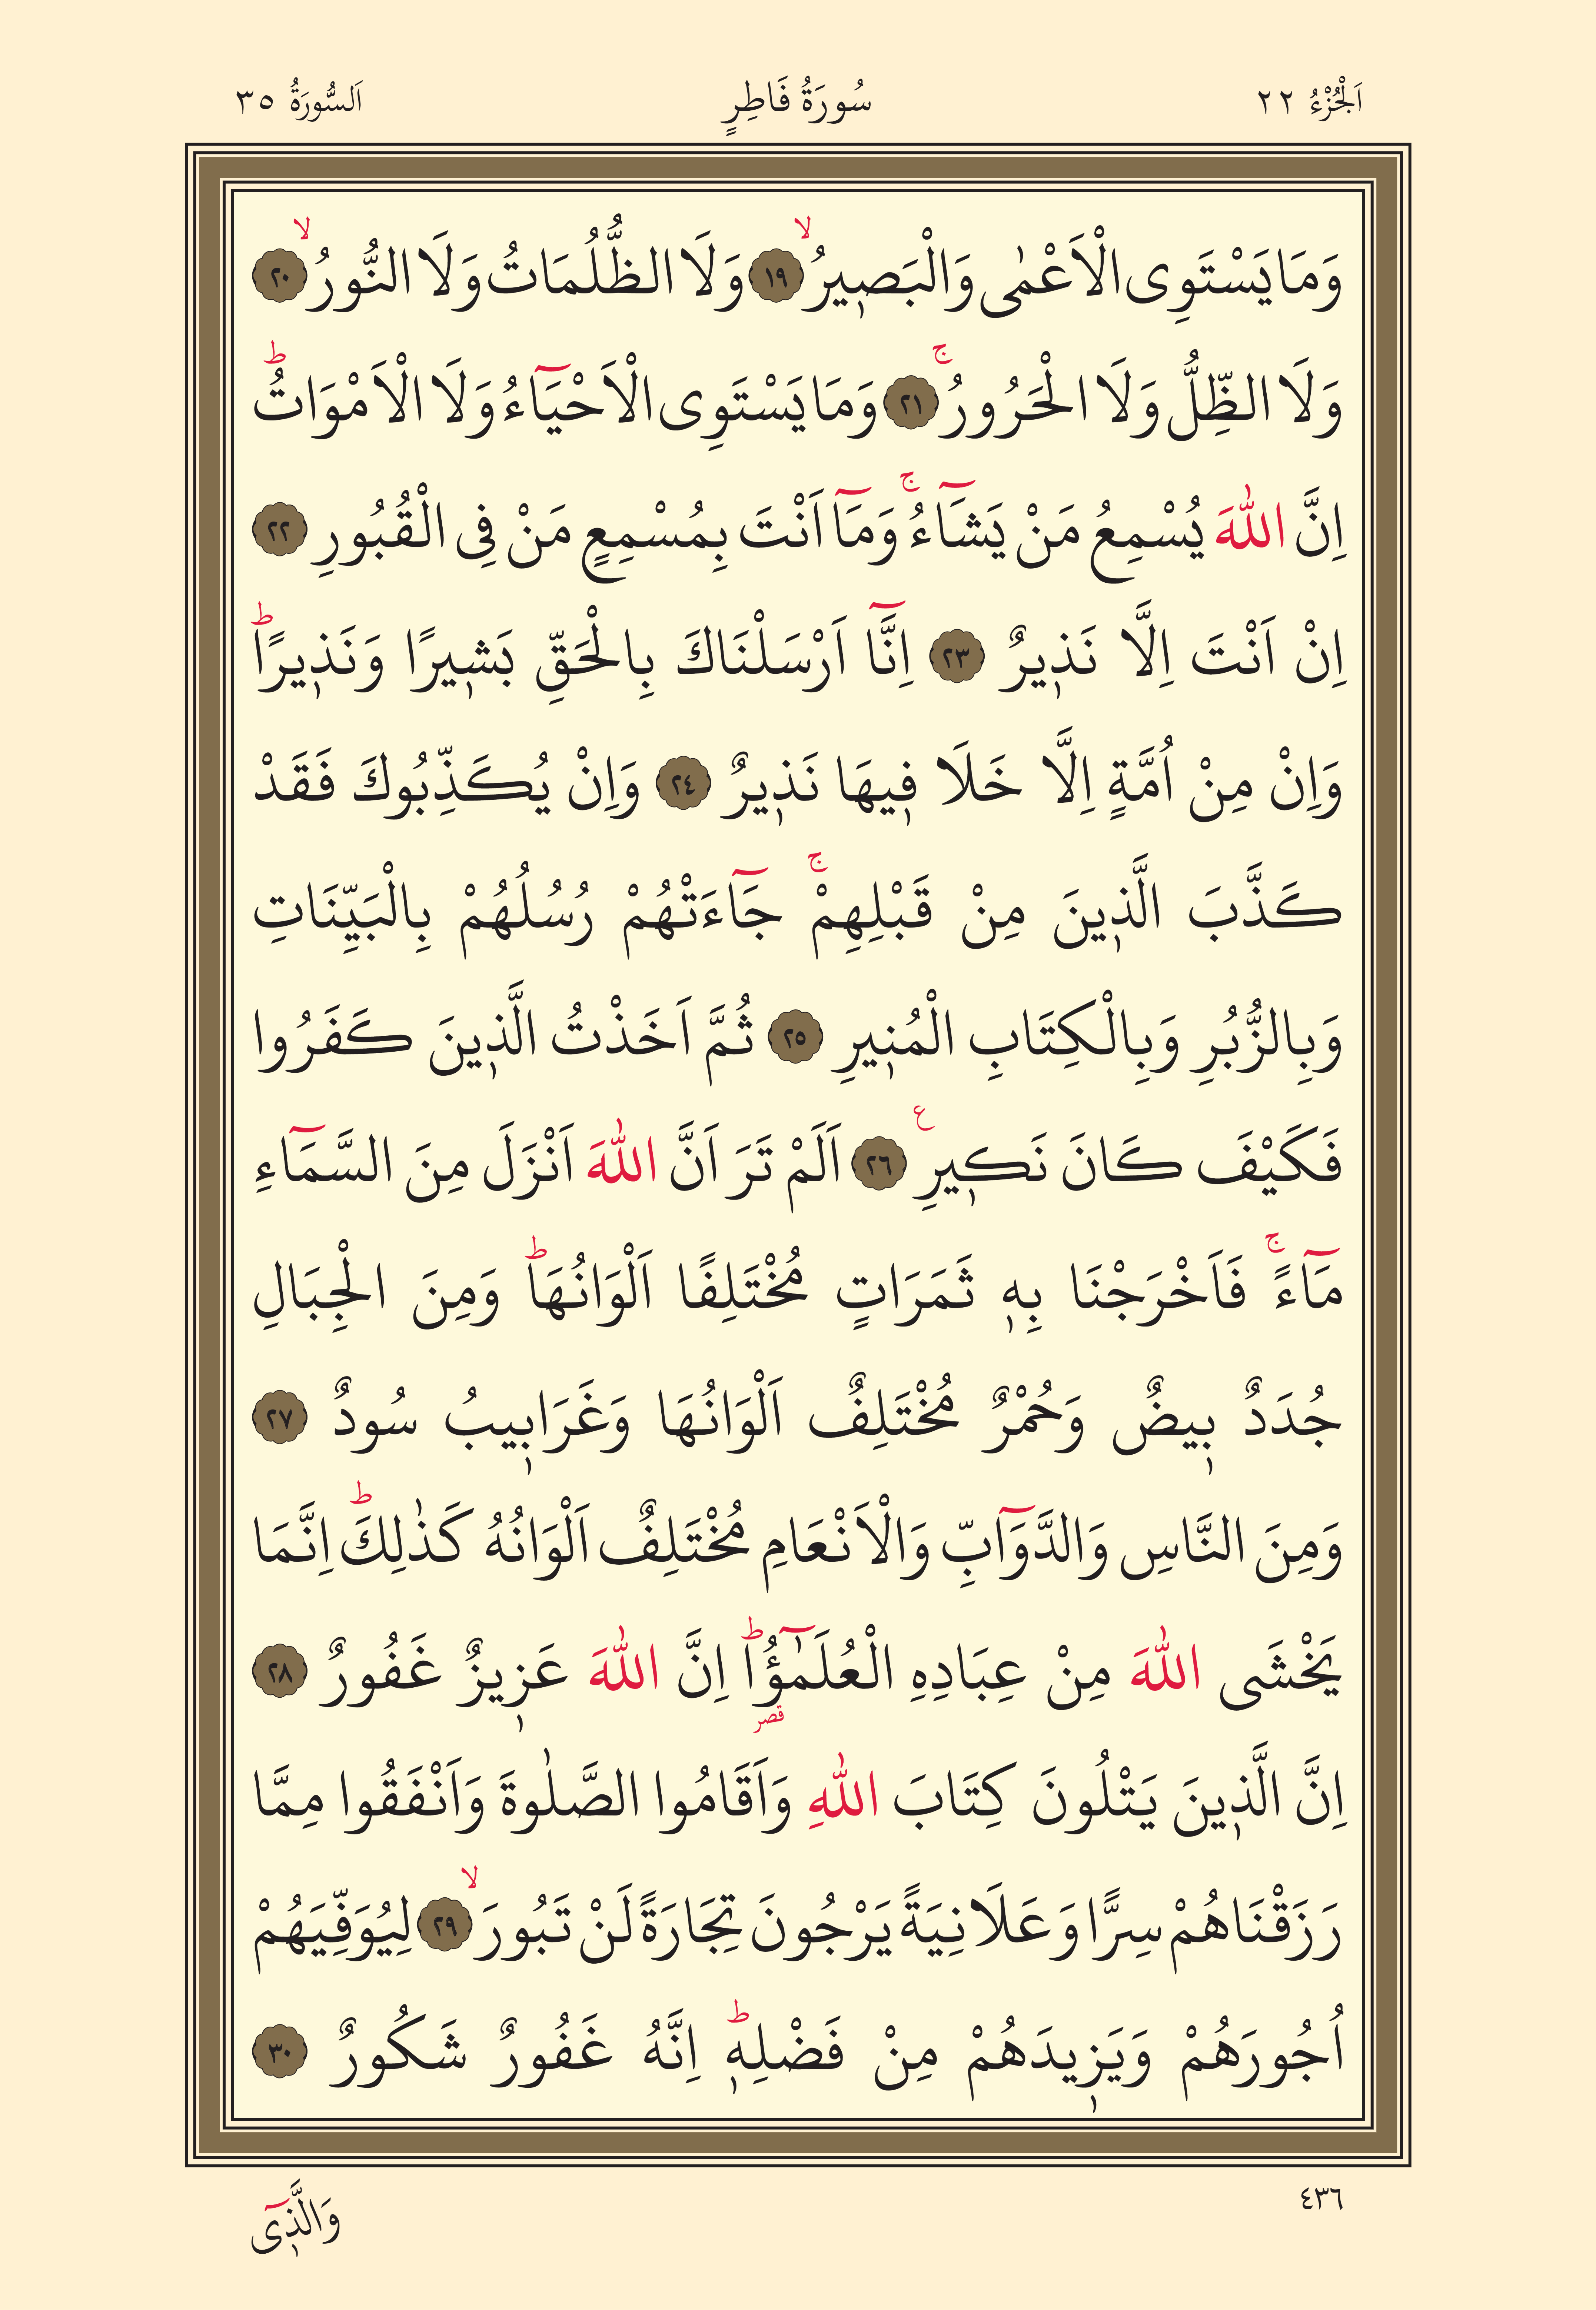 اَلْجُزْءُ ٢٢
سُورَةُ فَاطِرٍ
اَلسُّورَةُ ٣٥
وَمَا يَسْتَوِى الْاَعْمٰى وَالْبَصٖيرُۙ ﴿١٩﴾ وَلَا الظُّلُمَاتُ وَلَا النُّورُۙ ﴿٢٠﴾
وَلَا الظِّلُّ وَلَا الْحَرُورُۚ ﴿٢١﴾ وَمَا يَسْتَوِى الْاَحْيَٓاءُ وَلَا الْاَمْوَاتُۜ
اِنَّ اللّٰهَ يُسْمِعُ مَنْ يَشَٓاءُۚ وَمَٓا اَنْتَ بِمُسْمِعٍ مَنْ فِى الْقُبُورِ ﴿٢٢﴾
اِنْ اَنْتَ اِلَّا نَذٖيرٌ ﴿٢٣﴾ اِنَّٓا اَرْسَلْنَاكَ بِالْحَقِّ بَشٖيرًا وَنَذٖيرًاۜ
وَاِنْ مِنْ اُمَّةٍ اِلَّا خَلَا فٖيهَا نَذٖيرٌ ﴿٢٤﴾ وَاِنْ يُكَذِّبُوكَ فَقَدْ
كَذَّبَ الَّذٖينَ مِنْ قَبْلِهِمْۚ جَٓاءَتْهُمْ رُسُلُهُمْ بِالْبَيِّنَاتِ
وَبِالزُّبُرِ وَبِالْكِتَابِ الْمُنٖيرِ ﴿٢٥﴾ ثُمَّ اَخَذْتُ الَّذٖينَ كَفَرُوا
فَكَيْفَ كَانَ نَكٖيرِ ع ﴿٢٦﴾ اَلَمْ تَرَ اَنَّ اللّٰهَ اَنْزَلَ مِنَ السَّمَٓاءِ
مَٓاءًۚ فَاَخْرَجْنَا بِهٖ ثَمَرَاتٍ مُخْتَلِفًا اَلْوَانُهَاۜ وَمِنَ الْجِبَالِ
جُدَدٌ بٖيضٌ وَحُمْرٌ مُخْتَلِفٌ اَلْوَانُهَا وَغَرَابٖيبُ سُودٌ ﴿٢٧﴾
وَمِنَ النَّاسِ وَالدَّوَٓابِّ وَالْاَنْعَامِ مُخْتَلِفٌ اَلْوَانُهُ كَذٰلِكَۜ اِنَّمَا
يَخْشَى اللّٰهَ مِنْ عِبَادِهِ الْعُلَمٰٓؤُاۜ اِنَّ اللّٰهَ عَزٖيزٌ غَفُورٌ ﴿٢٨﴾
قصر
اِنَّ الَّذٖينَ يَتْلُونَ كِتَابَ اللّٰهِ وَاَقَامُوا الصَّلٰوةَ وَاَنْفَقُوا مِمَّا
رَزَقْنَاهُمْ سِرًّا وَعَلَانِيَةً يَرْجُونَ تِجَارَةً لَنْ تَبُورَۙ ﴿٢٩﴾ لِيُوَفِّيَهُمْ
اُجُورَهُمْ وَيَزٖيدَهُمْ مِنْ فَضْلِهٖۜ اِنَّهُ غَفُورٌ شَكُورٌ ﴿٣٠﴾
٤٣٦
وَالَّذٖٓى